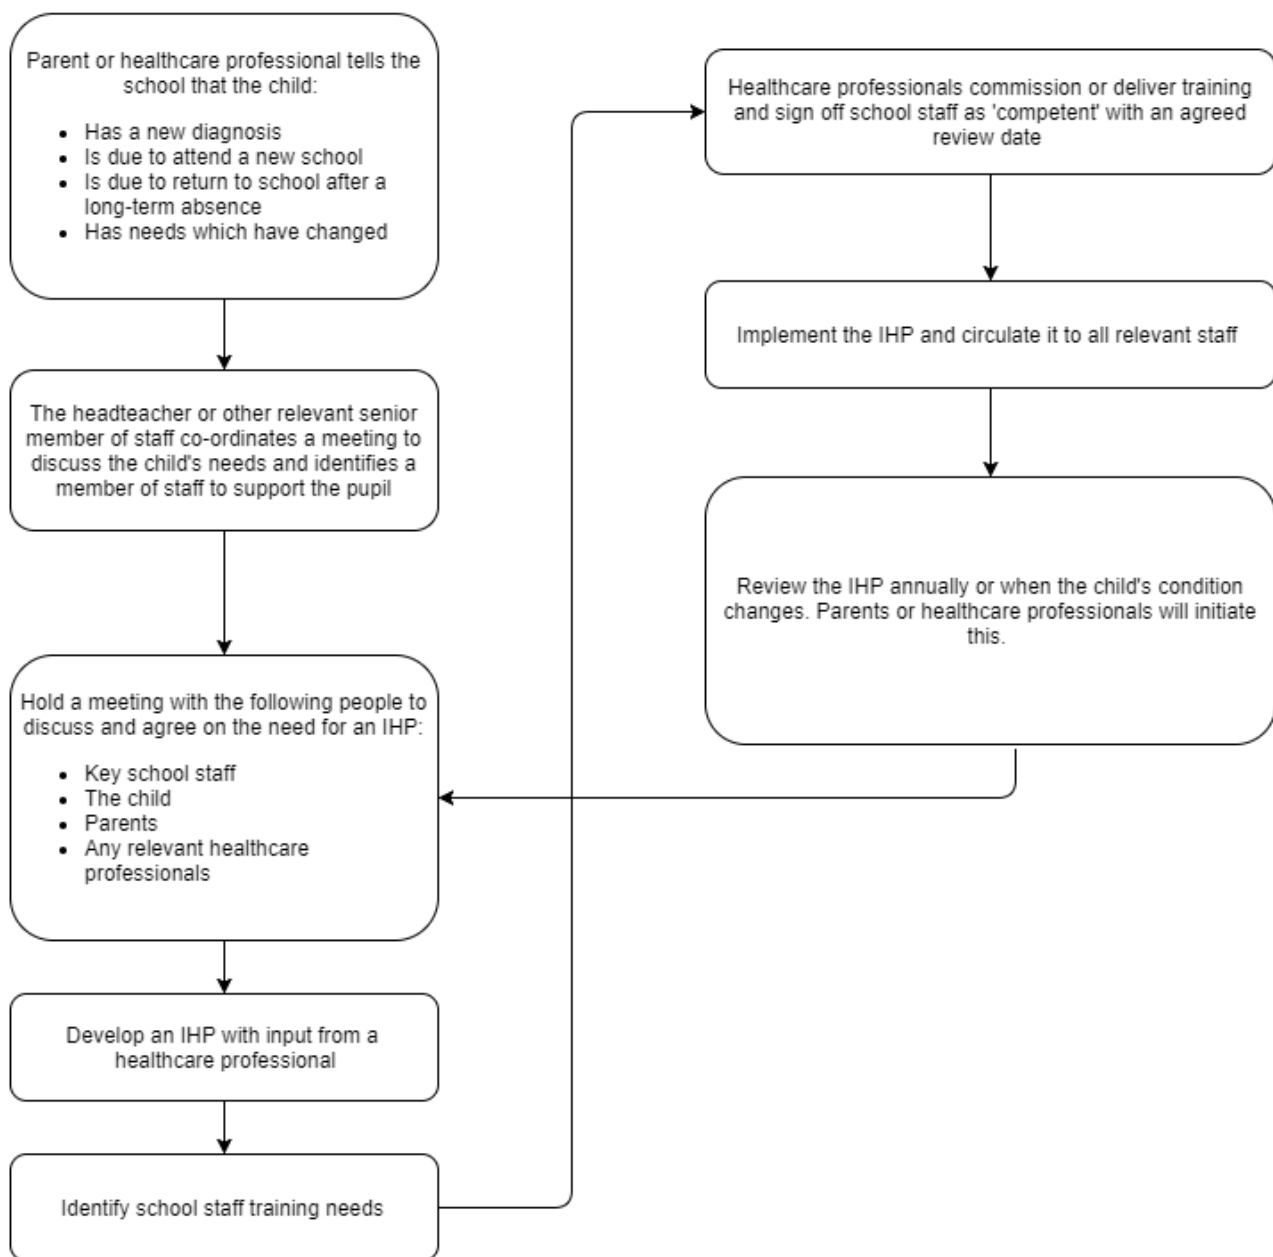 Parent or healthcare professional tells the
school that the child:
• Has a new diagnosis
• Is due to attend a new school
• Is due to return to school after a
long-term absence
• Has needs which have changed
The headteacher or other relevant senior
member of staff co-ordinates a meeting to
discuss the child's needs and identifies a
member of staff to support the pupil
Hold a meeting with the following people to
discuss and agree on the need for an IHP:
• Key school staff
• The child
• Parents
• Any relevant healthcare
professionals
Develop an IHP with input from a
healthcare professional
Identify school staff training needs
Healthcare professionals commission or deliver training
and sign off school staff as 'competent' with an agreed
review date
Implement the IHP and circulate it to all relevant staff
Review the IHP annually or when the child's condition
changes. Parents or healthcare professionals will initiate
this.